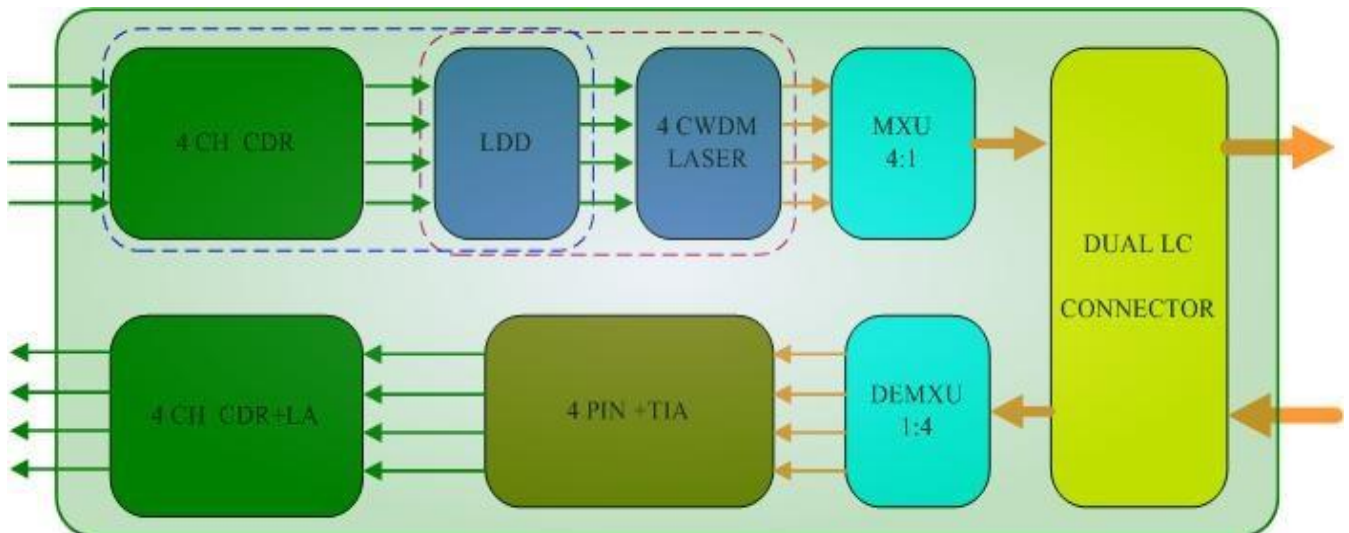 4 CH CDR
LDD
4 CWDM
LASER
MXU
4:1
DUAL LC
CONNECTOR
4 CH CDR+LA
4 PIN +TIA
DEMXU
1:4